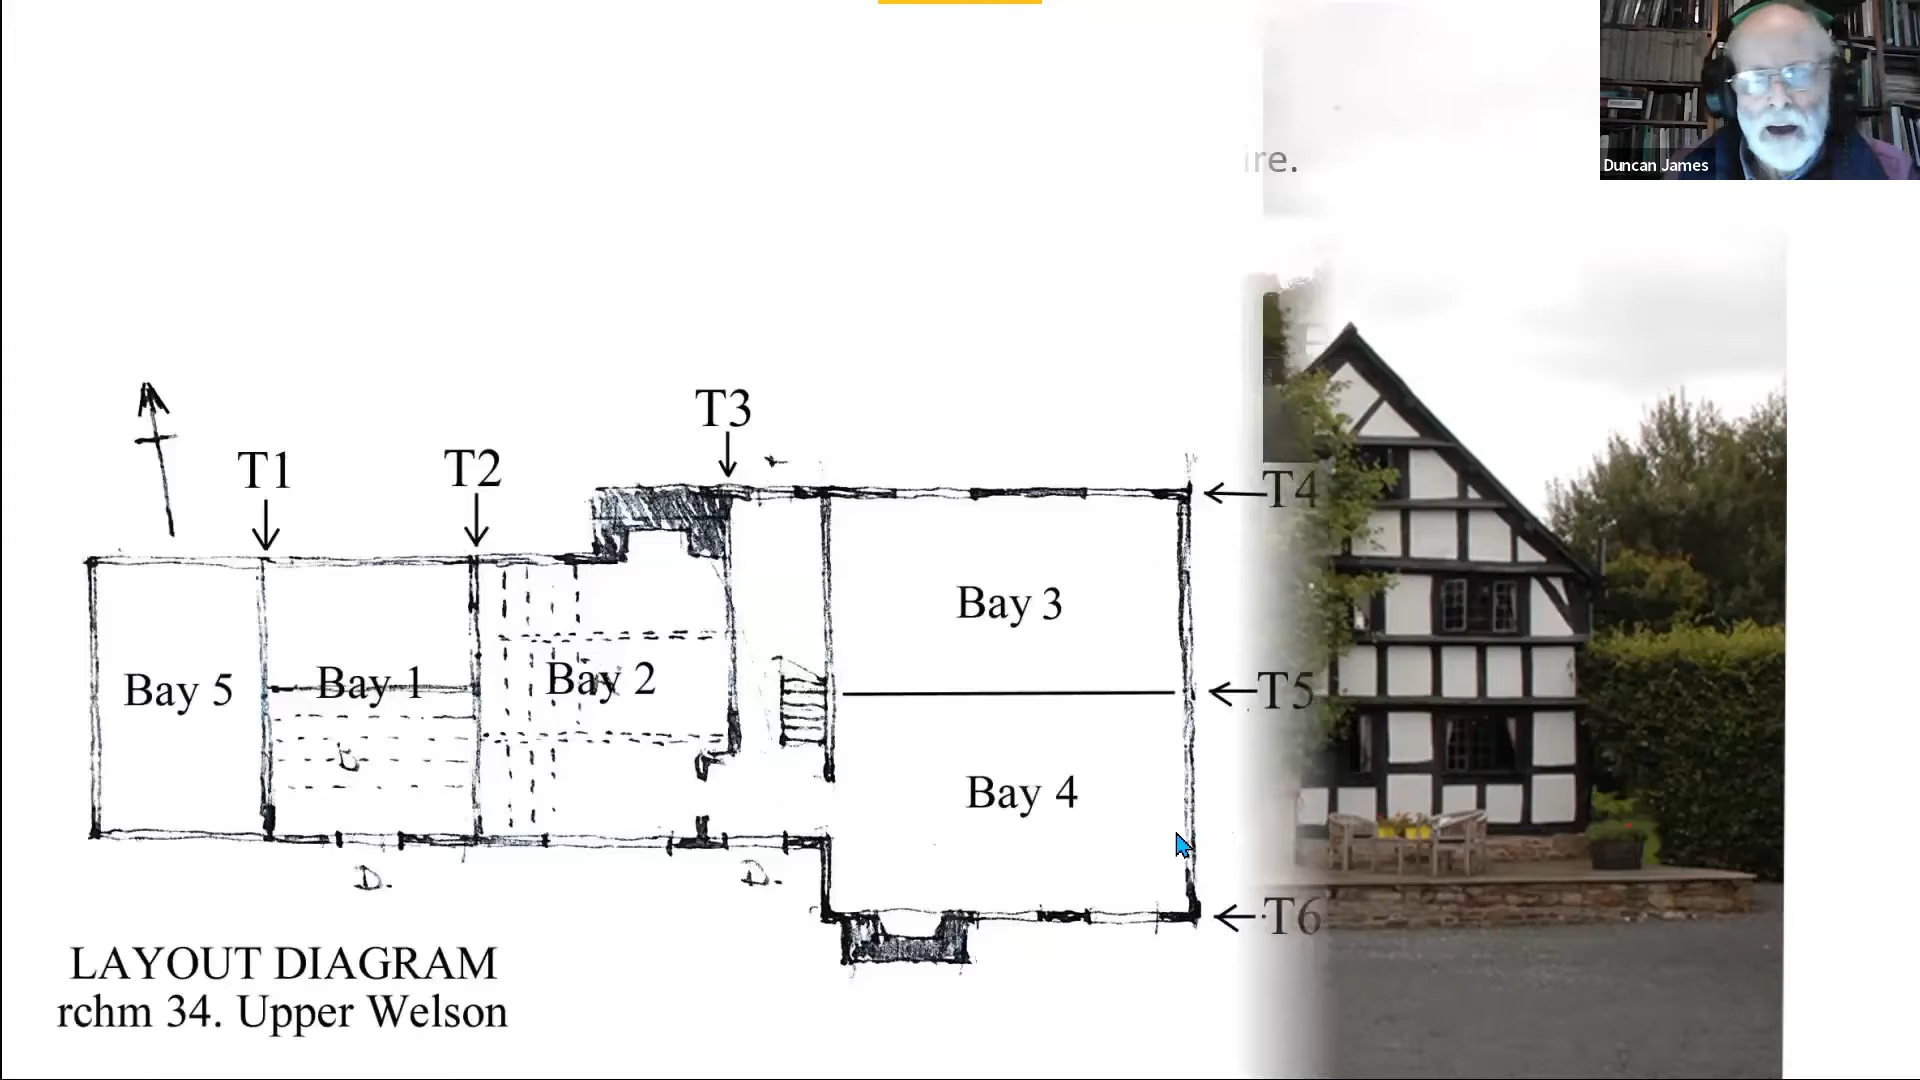 ire.
Duncan James
T3
T1
T2
T4
Bay 3
T5
Bay 5
Bay 1
Bay 2
Bay 4
D.
D.
T6
LAYOUT DIAGRAM
rchm 34. Upper Welson